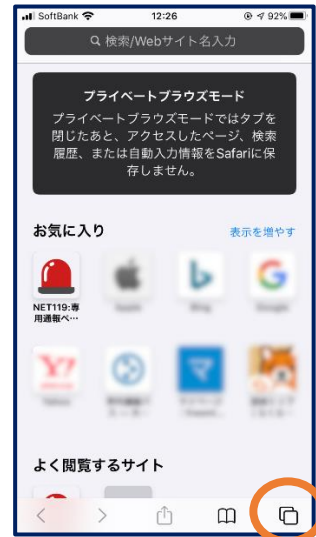 SoftBank 12:26 92%
検索/Webサイト名入力
プライベートブラウズモード
プライベートブラウズモードではタブを
閉じたあと、アクセスしたページ、検索
履歴、または自動入力情報をSafariに保
存しません。
お気に入り 表示を増やす
NET119:専
用通報ペ…
よく閲覧するサイト